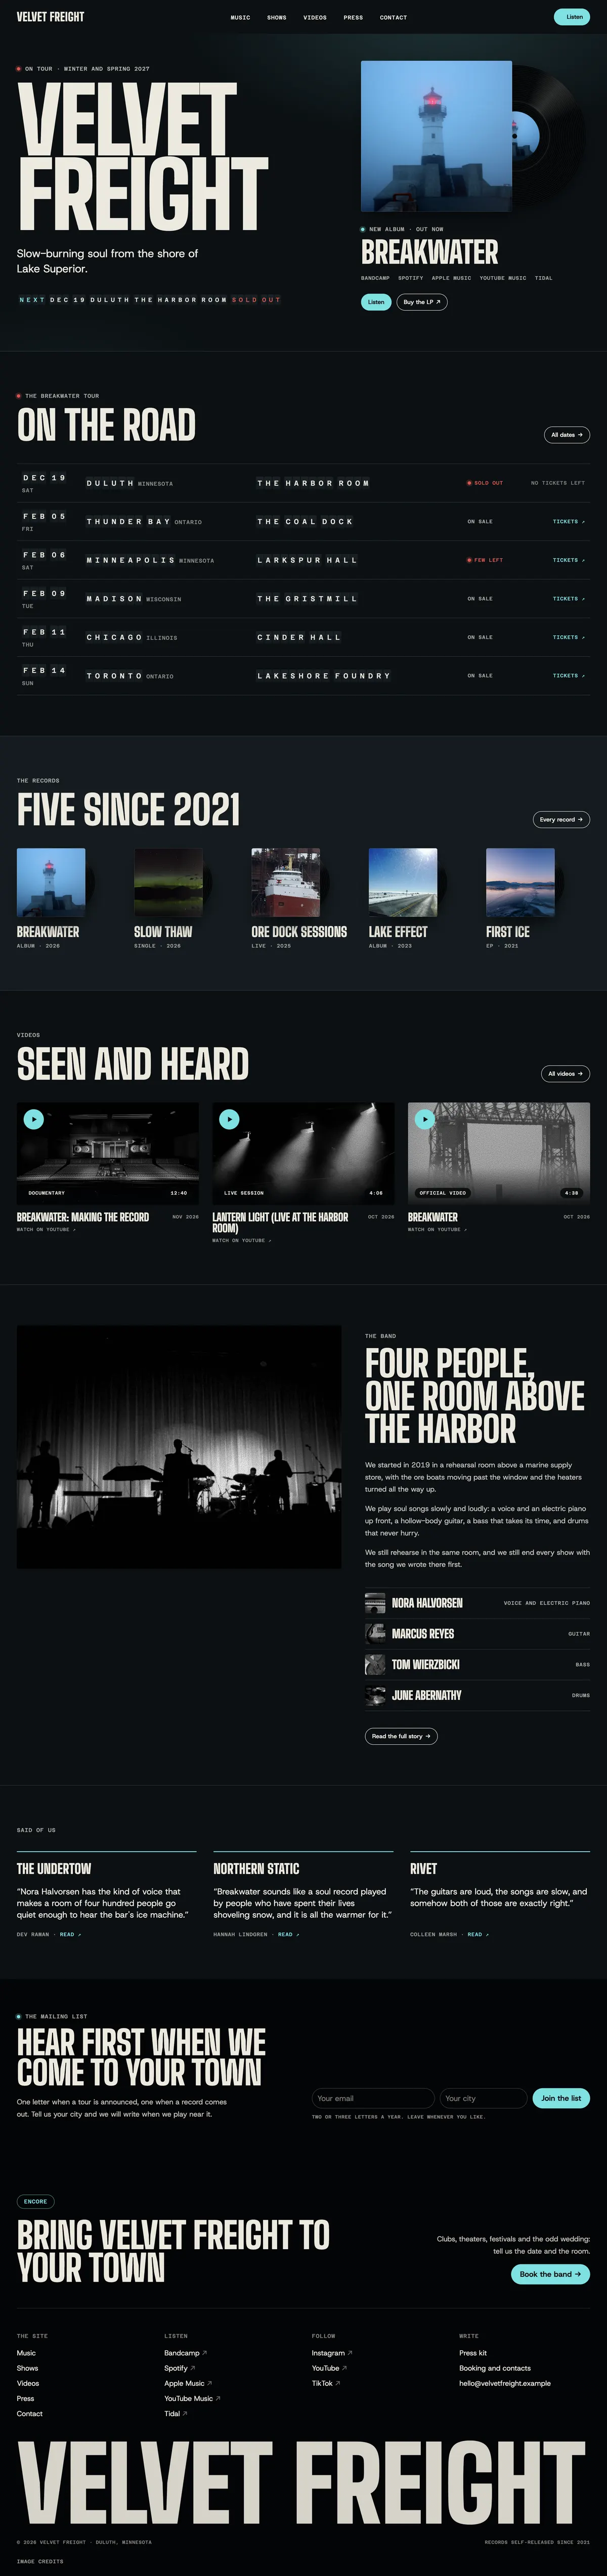 VELVET FREIGHT
MUSIC SHOWS VIDEOS PRESS CONTACT
Listen
ON TOUR · WINTER AND SPRING 2027
VELVET
FREIGHT
Slow-burning soul from the shore of
Lake Superior.
NEXT DEC 19 DULUTH THE HARBOR ROOM SOLD OUT
NEW ALBUM · OUT NOW
BREAKWATER
BANDCAMP SPOTIFY APPLE MUSIC YOUTUBE MUSIC TIDAL
Listen
Buy the LP ↗
THE BREAKWATER TOUR
ON THE ROAD
All dates →
DEC 19 SAT DULUTH MINNESOTA THE HARBOR ROOM SOLD OUT NO TICKETS LEFT
FEB 05 FRI THUNDER BAY ONTARIO THE COAL DOCK ON SALE TICKETS ↗
FEB 06 SAT MINNEAPOLIS MINNESOTA LARKSPUR HALL FEW LEFT TICKETS ↗
FEB 09 TUE MADISON WISCONSIN THE GRISTMILL ON SALE TICKETS ↗
FEB 11 THU CHICAGO ILLINOIS CINDER HALL ON SALE TICKETS ↗
FEB 14 SUN TORONTO ONTARIO LAKESHORE FOUNDRY ON SALE TICKETS ↗
THE RECORDS
FIVE SINCE 2021
Every record →
BREAKWATER
ALBUM · 2026
SLOW THAW
SINGLE · 2026
ORE DOCK SESSIONS
LIVE · 2025
LAKE EFFECT
ALBUM · 2023
FIRST ICE
EP · 2021
VIDEOS
SEEN AND HEARD
All videos →
DOCUMENTARY 12:40
BREAKWATER: MAKING THE RECORD NOV 2026
WATCH ON YOUTUBE ↗
LIVE SESSION 4:06
LANTERN LIGHT (LIVE AT THE HARBOR
ROOM) OCT 2026
WATCH ON YOUTUBE ↗
OFFICIAL VIDEO 4:38
BREAKWATER OCT 2026
WATCH ON YOUTUBE ↗
THE BAND
FOUR PEOPLE,
ONE ROOM ABOVE
THE HARBOR
We started in 2019 in a rehearsal room above a marine supply
store, with the ore boats moving past the window and the heaters
turned all the way up.
We play soul songs slowly and loudly: a voice and an electric piano
up front, a hollow-body guitar, a bass that takes its time, and drums
that never hurry.
We still rehearse in the same room, and we still end every show with
the song we wrote there first.
NORA HALVORSEN VOICE AND ELECTRIC PIANO
MARCUS REYES GUITAR
TOM WIERZBICKI BASS
JUNE ABERNATHY DRUMS
Read the full story →
SAID OF US
THE UNDERTOW
“Nora Halvorsen has the kind of voice that
makes a room of four hundred people go
quiet enough to hear the bar’s ice machine.”
DEV RAMAN · READ ↗
NORTHERN STATIC
“Breakwater sounds like a soul record played
by people who have spent their lives
shoveling snow, and it is all the warmer for it.”
HANNAH LINDGREN · READ ↗
RIVET
“The guitars are loud, the songs are slow, and
somehow both of those are exactly right.”
COLLEEN MARSH · READ ↗
THE MAILING LIST
HEAR FIRST WHEN WE
COME TO YOUR TOWN
One letter when a tour is announced, one when a record comes
out. Tell us your city and we will write when we play near it.
Your email
Your city
Join the list
TWO OR THREE LETTERS A YEAR. LEAVE WHENEVER YOU LIKE.
ENCORE
BRING VELVET FREIGHT TO
YOUR TOWN
Clubs, theaters, festivals and the odd wedding:
tell us the date and the room.
Book the band →
THE SITE
Music
Shows
Videos
Press
Contact
LISTEN
Bandcamp ↗
Spotify ↗
Apple Music ↗
YouTube Music ↗
Tidal ↗
FOLLOW
Instagram ↗
YouTube ↗
TikTok ↗
WRITE
Press kit
Booking and contacts
hello@velvetfreight.example
VELVET FREIGHT
© 2026 VELVET FREIGHT · DULUTH, MINNESOTA
RECORDS SELF-RELEASED SINCE 2021
IMAGE CREDITS